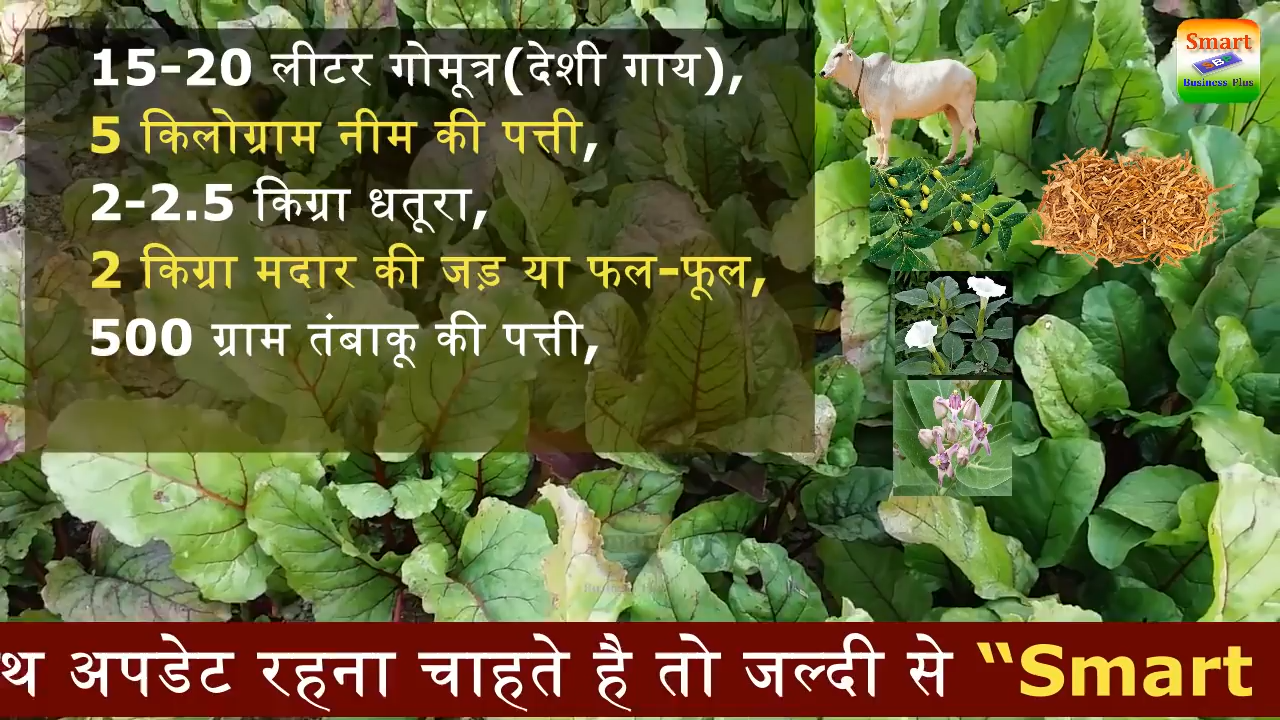 15-20 लीटर गोमूत्र(देशी गाय),
5 किलोग्राम नीम की पत्ती,
2-2.5 किग्रा धतूरा,
2 किग्रा मदार की जड़ या फल-फूल,
500 ग्राम तंबाकू की पत्ती,
Smart
SBP
Business Plus
थ अपडेट रहना चाहते है तो जल्दी से “Smart